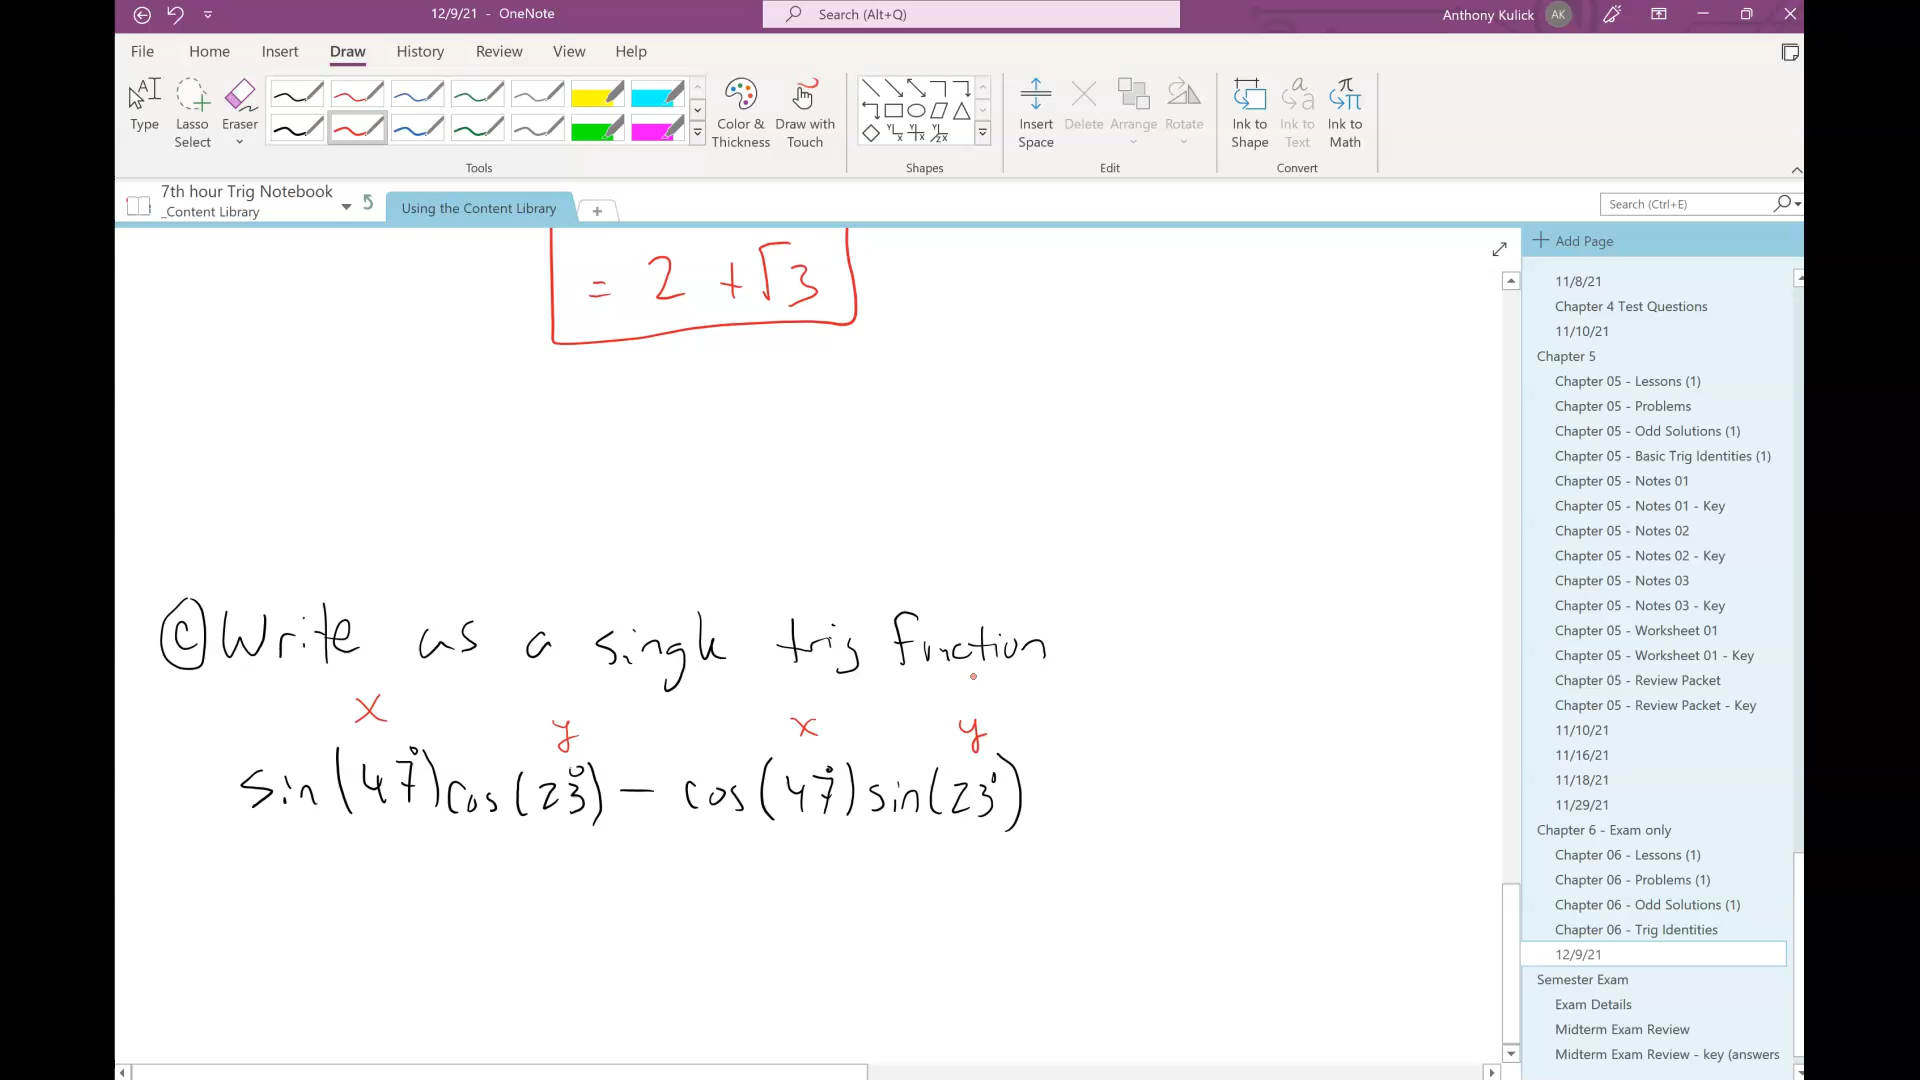 12/9/21 - OneNote
Search (Alt+Q)
Anthony Kulick
AK
File Home Insert Draw History Review View Help
Type
Lasso Select
Eraser
Color & Thickness
Draw with Touch
Insert Space
Delete
Arrange
Rotate
Ink to Shape
Ink to Text
Ink to Math
Tools
Shapes
Edit
Convert
7th hour Trig Notebook
_Content Library
Using the Content Library
Search (Ctrl+E)
= 2 + √3
Ⓒ Write as a single trig function
x y x y
sin(47°)cos(23°) — cos(47°)sin(23°)
Add Page
11/8/21
Chapter 4 Test Questions
11/10/21
Chapter 5
Chapter 05 - Lessons (1)
Chapter 05 - Problems
Chapter 05 - Odd Solutions (1)
Chapter 05 - Basic Trig Identities (1)
Chapter 05 - Notes 01
Chapter 05 - Notes 01 - Key
Chapter 05 - Notes 02
Chapter 05 - Notes 02 - Key
Chapter 05 - Notes 03
Chapter 05 - Notes 03 - Key
Chapter 05 - Worksheet 01
Chapter 05 - Worksheet 01 - Key
Chapter 05 - Review Packet
Chapter 05 - Review Packet - Key
11/10/21
11/16/21
11/18/21
11/29/21
Chapter 6 - Exam only
Chapter 06 - Lessons (1)
Chapter 06 - Problems (1)
Chapter 06 - Odd Solutions (1)
Chapter 06 - Trig Identities
12/9/21
Semester Exam
Exam Details
Midterm Exam Review
Midterm Exam Review - key (answers